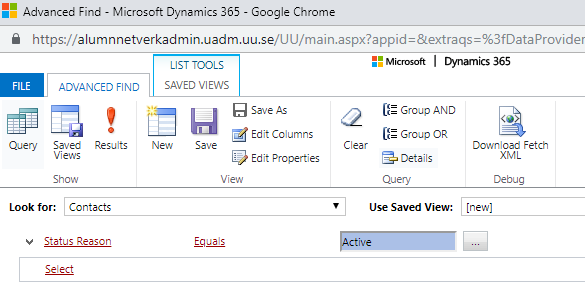 Advanced Find - Microsoft Dynamics 365 - Google Chrome
https://alumnnetverkadmin.uadm.uu.se/UU/main.aspx?appid=&extraqs=%3fDataProvider
LIST TOOLS
Microsoft | Dynamics 365
FILE ADVANCED FIND SAVED VIEWS
Query Saved Views Results
Show
New Save
Save As
Edit Columns
Edit Properties
View
Clear
Group AND
Group OR
Details
Query
Download Fetch XML
Debug
Look for: Contacts Use Saved View: [new]
Status Reason Equals Active ...
Select